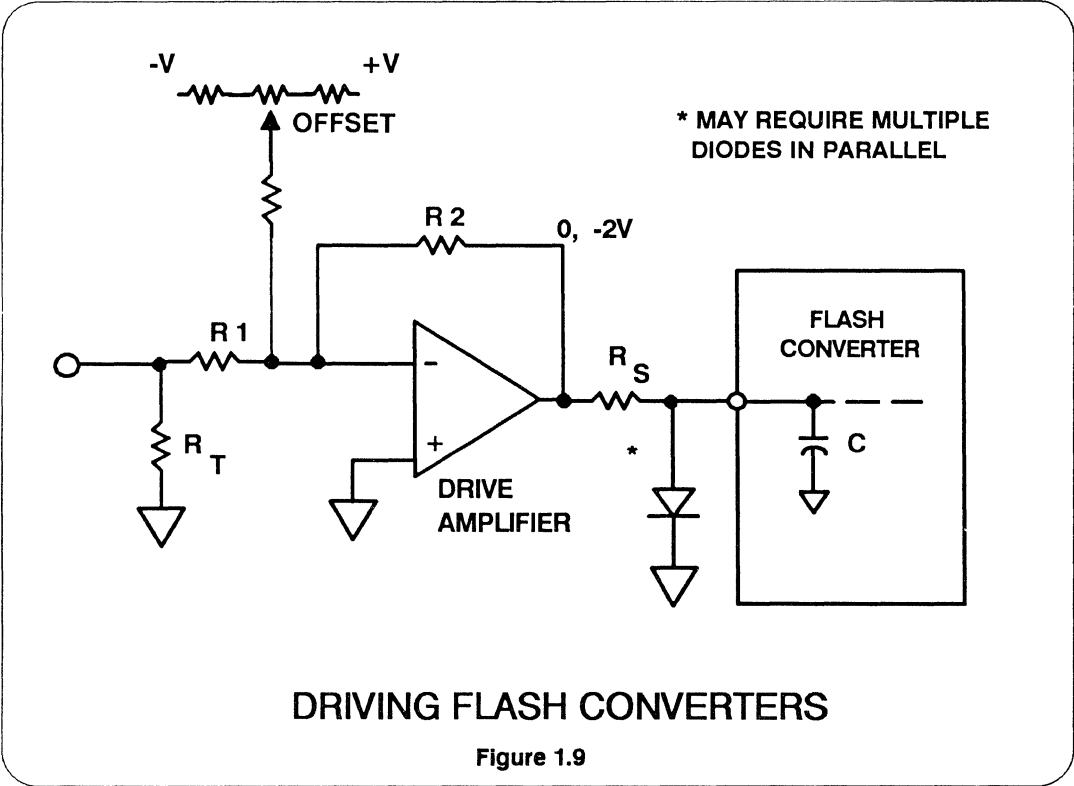 -V
+V
OFFSET
* MAY REQUIRE MULTIPLE
DIODES IN PARALLEL
R 2
0, -2V
R 1
R T
-
+
DRIVE
AMPLIFIER
R S
*
FLASH
CONVERTER
C
DRIVING FLASH CONVERTERS
Figure 1.9